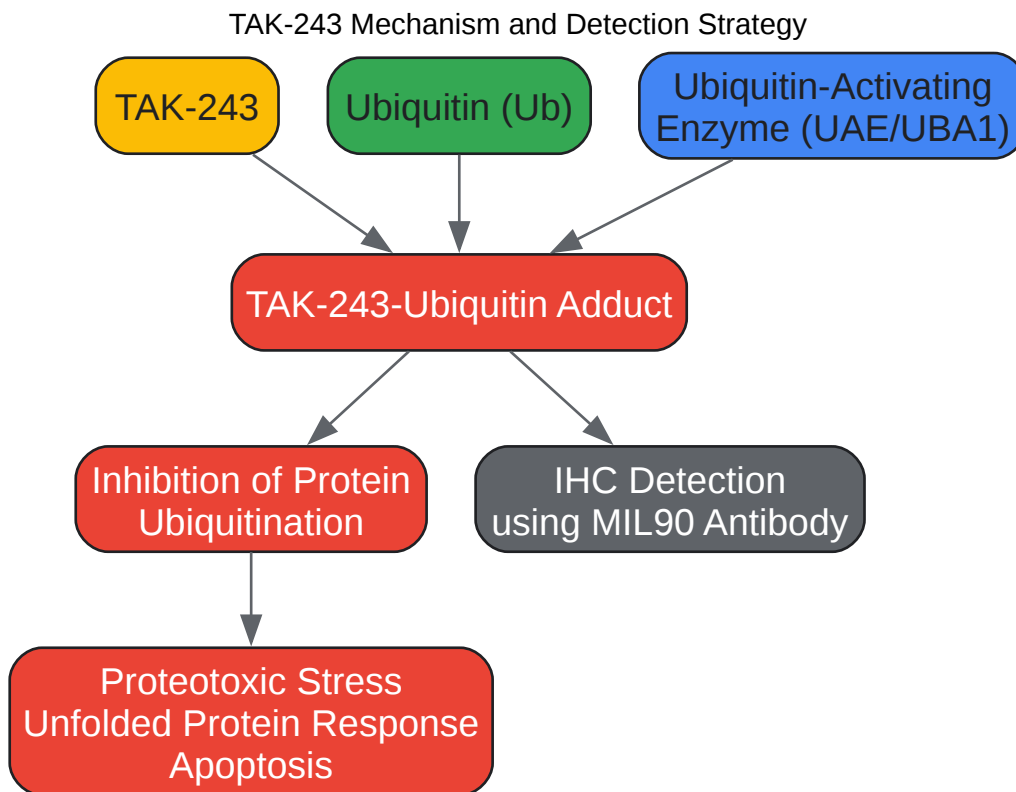 TAK-243 Mechanism and Detection Strategy
TAK-243
Ubiquitin (Ub)
Ubiquitin-Activating
Enzyme (UAE/UBA1)
TAK-243-Ubiquitin Adduct
Inhibition of Protein
Ubiquitination
IHC Detection
using MIL90 Antibody
Proteotoxic Stress
Unfolded Protein Response
Apoptosis